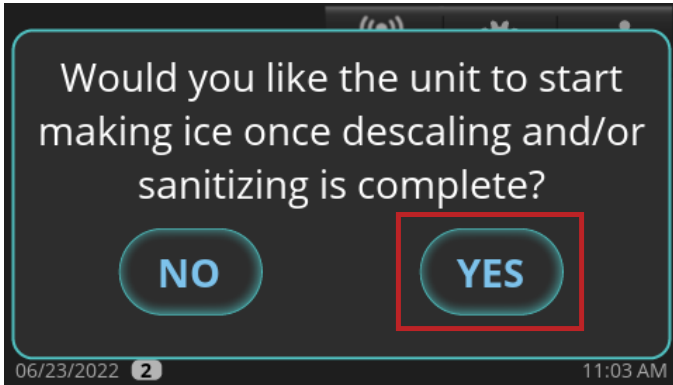 Would you like the unit to start
making ice once descaling and/or
sanitizing is complete?
NO
YES
06/23/2022 2
11:03 AM